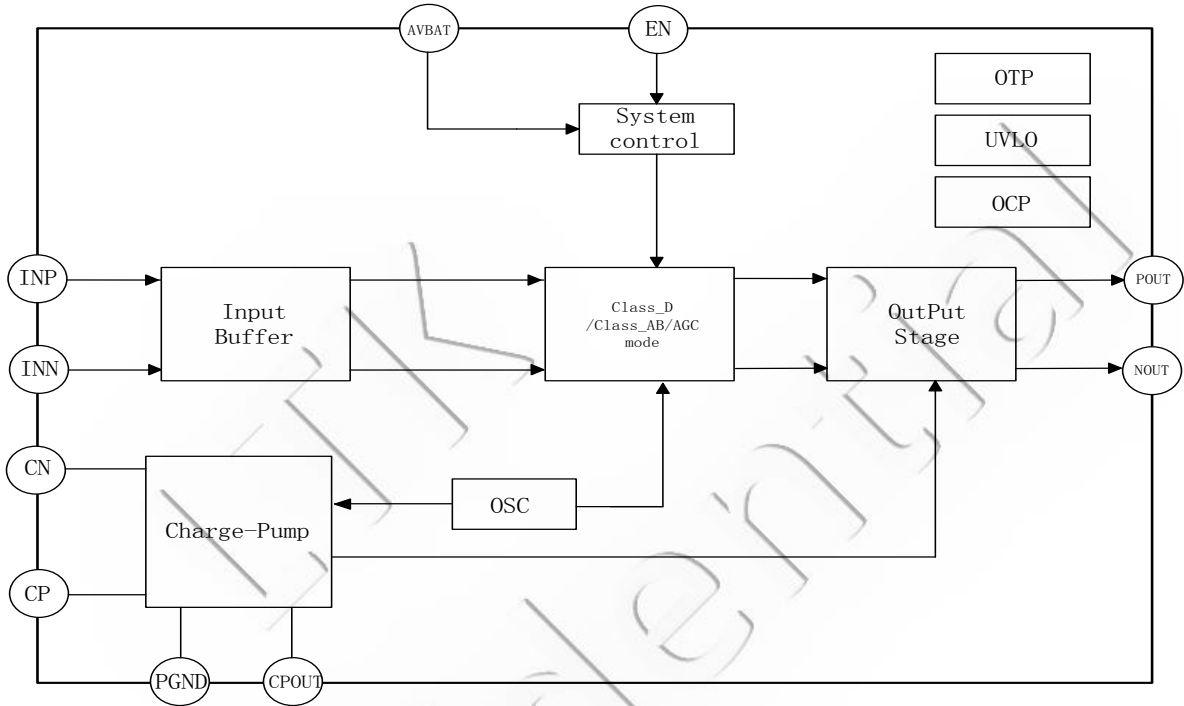 AVBAT
EN
OTP
System
control
UVLO
OCP
INP
Input
Buffer
Class_D
/Class_AB/AGC
mode
OutPut
Stage
POUT
INN
NOUT
CN
Charge-Pump
OSC
CP
PGND
CPOUT